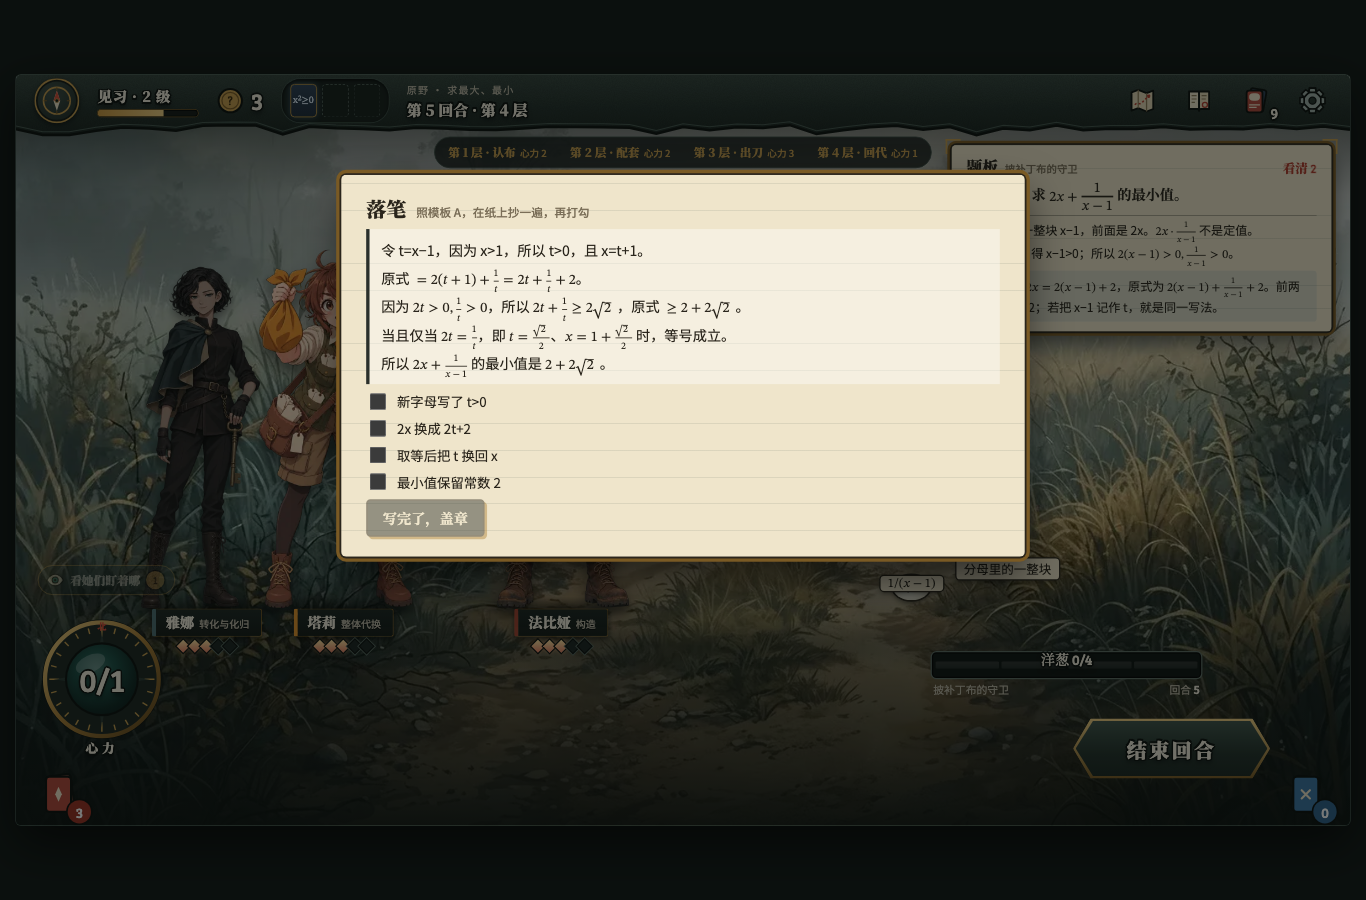 见习 · 2 级
3
x²≥0
原野 · 求最大、最小
第 5 回合 · 第 4 层
9
第 1 层 · 认布 心力 2
第 2 层 · 配套 心力 2
第 3 层 · 出刀 心力 3
第 4 层 · 回代 心力 1
题板 披补丁布的守卫
看清 2
求 2x + 1/(x − 1) 的最小值。
整块 x−1，前面是 2x。2x · 1/(x−1) 不是定值。
得 x−1>0；所以 2(x − 1) > 0, 1/(x−1) > 0。
2x = 2(x − 1) + 2，原式为 2(x − 1) + 1/(x−1) + 2。前两
2；若把 x−1 记作 t，就是同一写法。
落笔 照模板 A，在纸上抄一遍，再打勾
令 t=x−1，因为 x>1，所以 t>0，且 x=t+1。
原式 = 2(t + 1) + 1/t = 2t + 1/t + 2。
因为 2t > 0, 1/t > 0，所以 2t + 1/t ≥ 2√2 ，原式 ≥ 2 + 2√2 。
当且仅当 2t = 1/t，即 t = √2/2、x = 1 + √2/2 时，等号成立。
所以 2x + 1/(x−1) 的最小值是 2 + 2√2 。
新字母写了 t>0
2x 换成 2t+2
取等后把 t 换回 x
最小值保留常数 2
写完了，盖章
看她们盯着哪 1
1/(x − 1)
分母里的一整块
雅娜 转化与化归
塔莉 整体代换
法比娅 构造
0/1
心力
洋葱 0/4
披补丁布的守卫
回合 5
结束回合
3
0